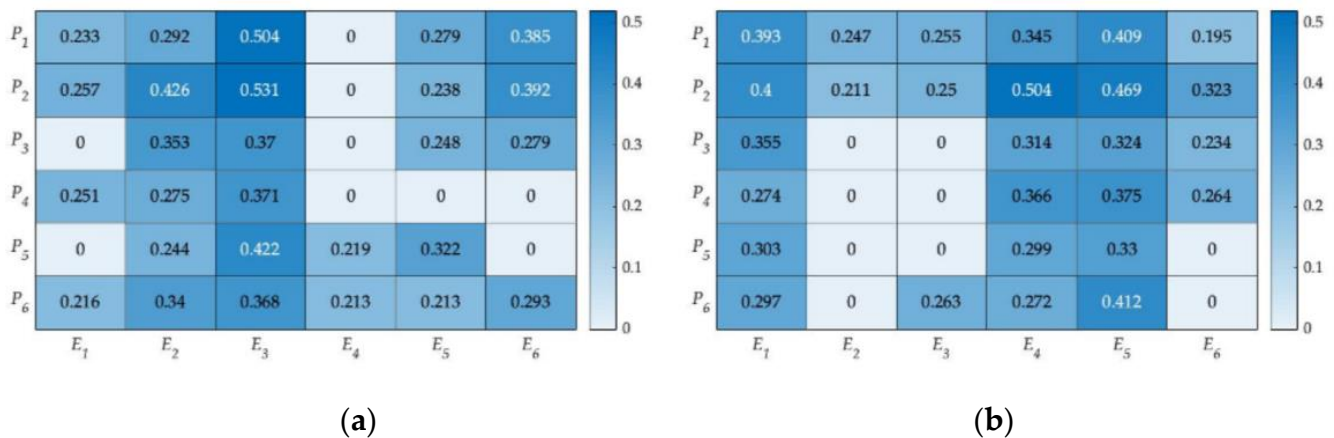 P1 0.233 0.292 0.504 0 0.279 0.385 0.5
P2 0.257 0.426 0.531 0 0.238 0.392 0.4
P3 0 0.353 0.37 0 0.248 0.279 0.3
P4 0.251 0.275 0.371 0 0 0 0.2
P5 0 0.244 0.422 0.219 0.322 0 0.1
P6 0.216 0.34 0.368 0.213 0.213 0.293 0
E1 E2 E3 E4 E5 E6
(a)
P1 0.393 0.247 0.255 0.345 0.409 0.195 0.5
P2 0.4 0.211 0.25 0.504 0.469 0.323 0.4
P3 0.355 0 0 0.314 0.324 0.234 0.3
P4 0.274 0 0 0.366 0.375 0.264 0.2
P5 0.303 0 0 0.299 0.33 0 0.1
P6 0.297 0 0.263 0.272 0.412 0 0
E1 E2 E3 E4 E5 E6
(b)